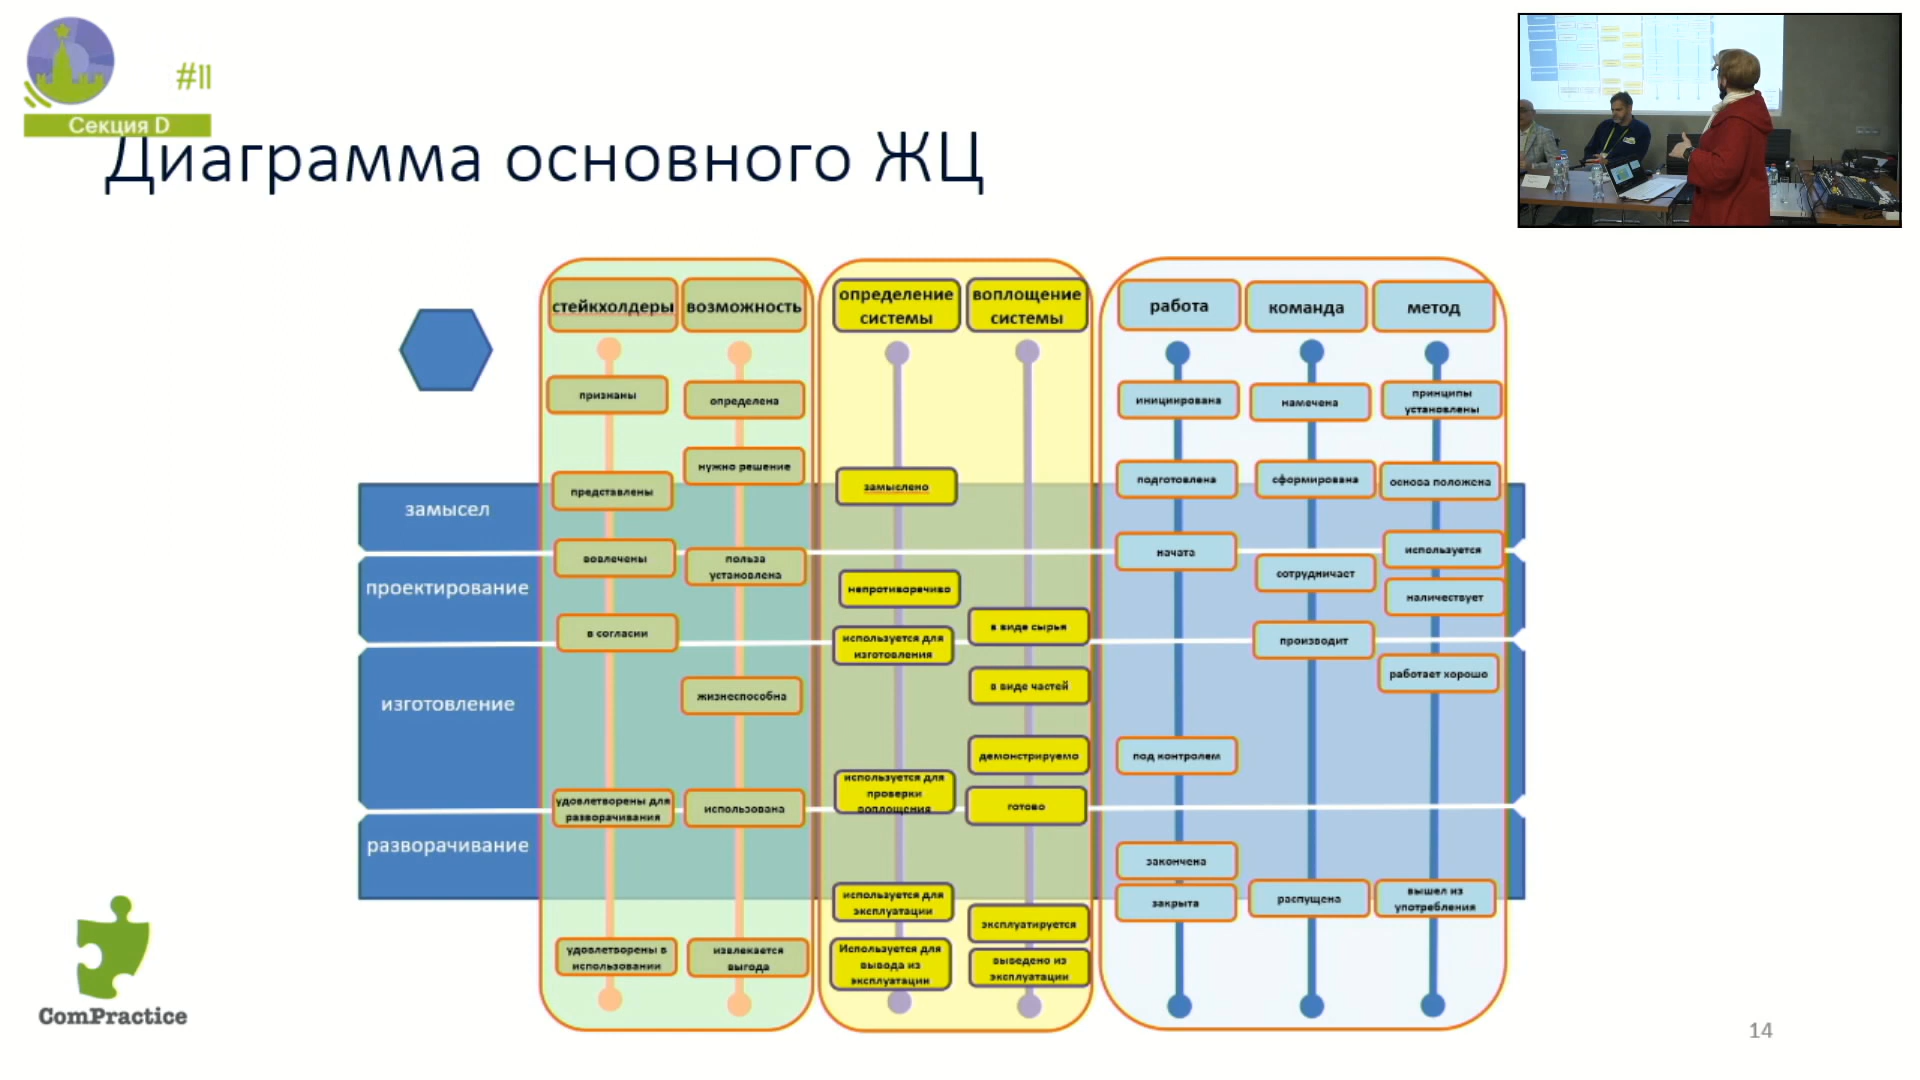 #11
Секция D
Диаграмма основного ЖЦ
стейкхолдеры
возможность
определение
системы
воплощение
системы
работа
команда
метод
признаны
определена
инициирована
намечена
принципы
установлены
нужно решение
представлены
замыслено
подготовлена
сформирована
основа положена
замысел
вовлечены
польза
установлена
начата
используется
проектирование
непротиворечиво
сотрудничает
наличествует
в согласии
используется для
изготовления
в виде сырья
производит
изготовление
жизнеспособна
в виде частей
работает хорошо
демонстрируемо
под контролем
удовлетворены для
разворачивания
использована
используется для
проверки
воплощения
готово
разворачивание
закончена
используется для
эксплуатации
эксплуатируется
закрыта
распущена
вышел из
употребления
удовлетворены в
использовании
извлекается
выгода
Используется для
вывода из
эксплуатации
выведено из
эксплуатации
ComPractice
14